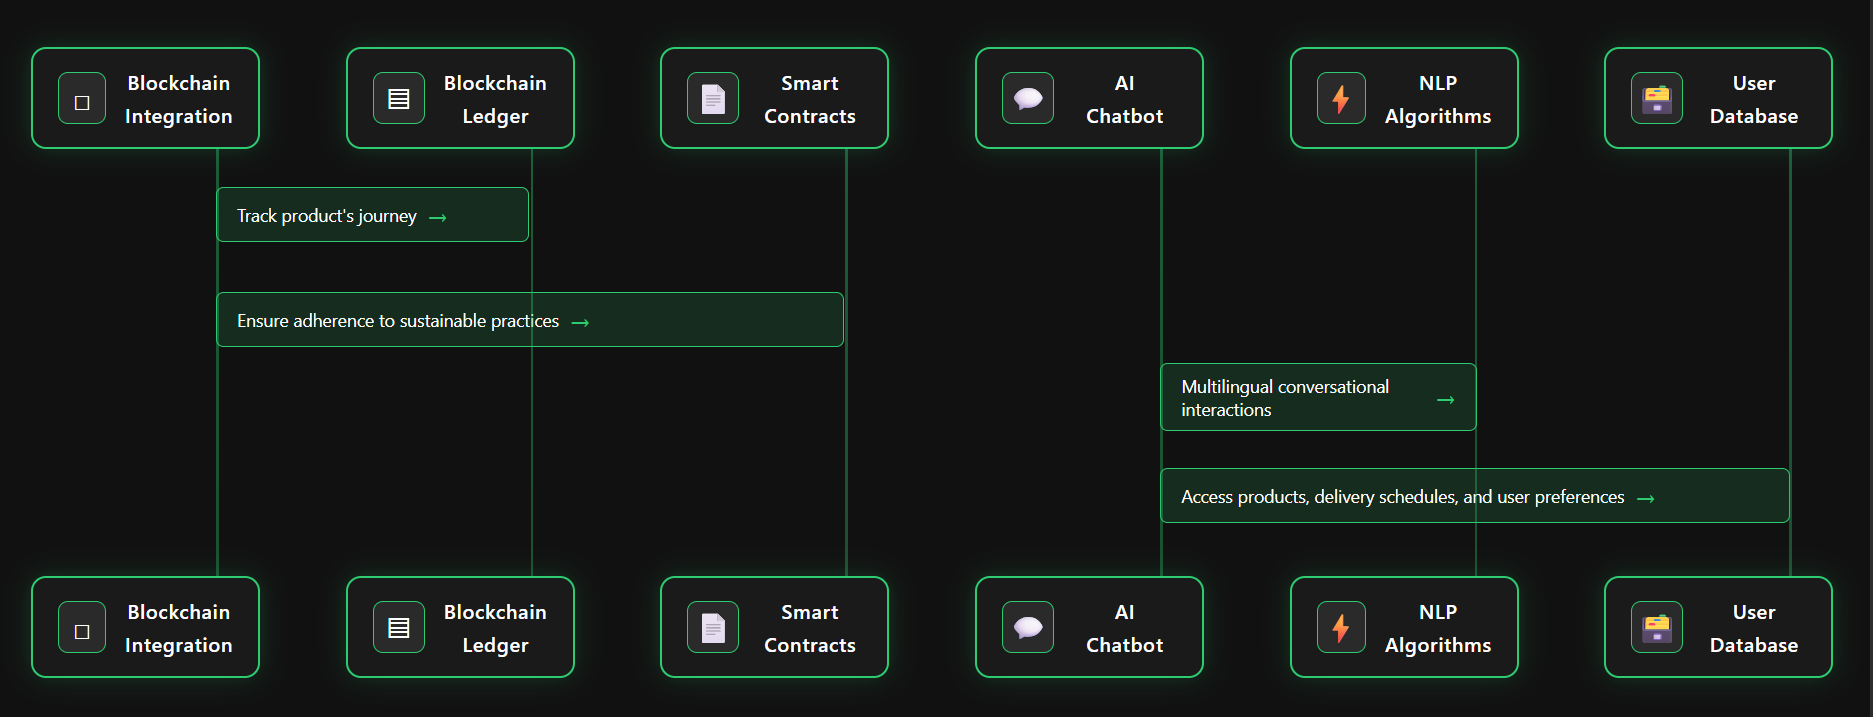 Blockchain
Integration
Blockchain
Ledger
Smart
Contracts
AI
Chatbot
NLP
Algorithms
User
Database
Track product's journey →
Ensure adherence to sustainable practices →
Multilingual conversational
interactions →
Access products, delivery schedules, and user preferences →
Blockchain
Integration
Blockchain
Ledger
Smart
Contracts
AI
Chatbot
NLP
Algorithms
User
Database